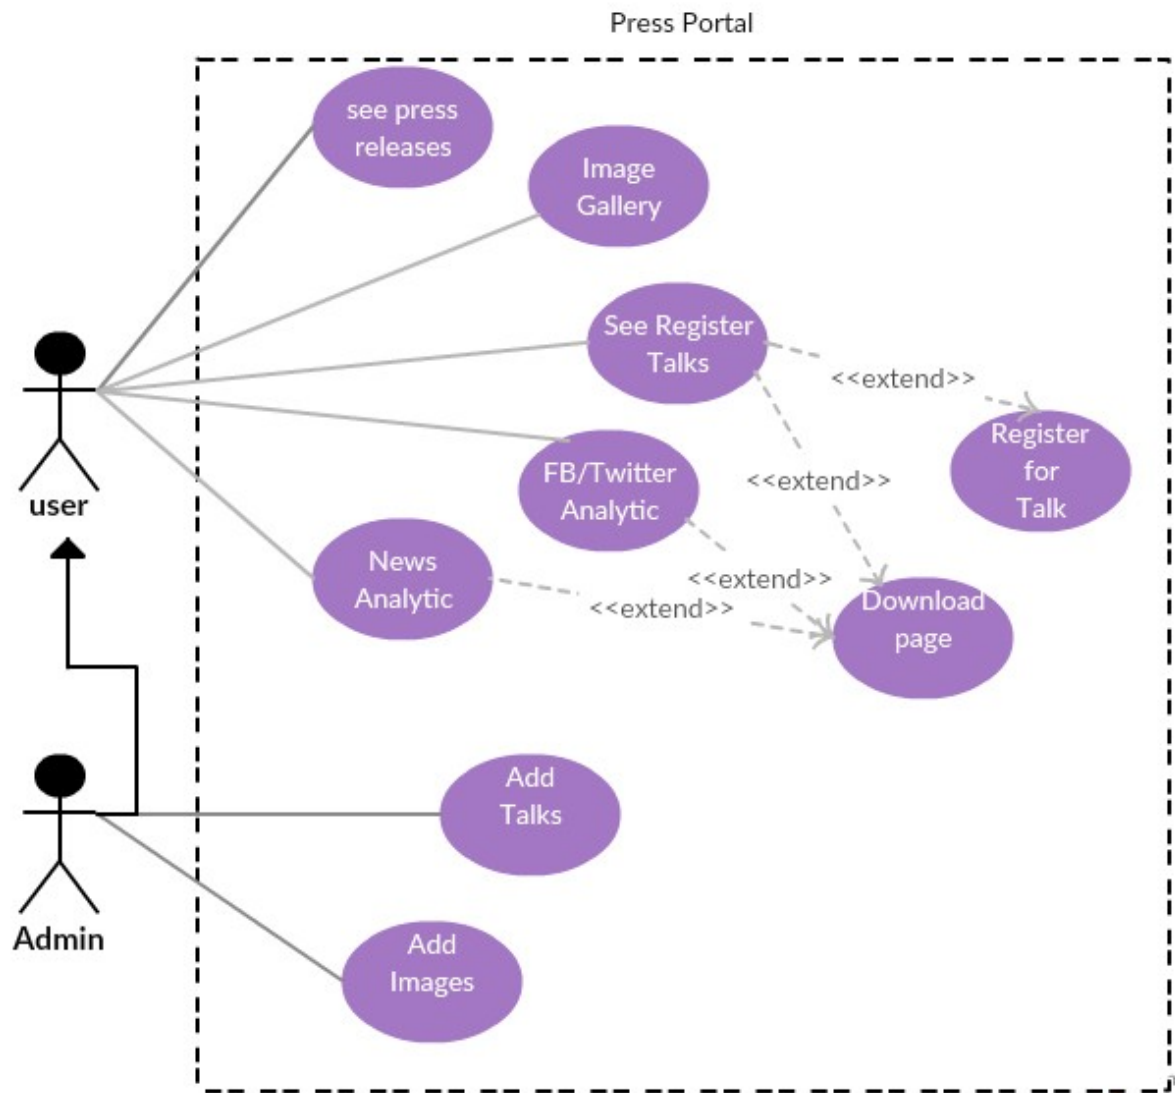 Press Portal
see press
releases
Image
Gallery
See Register
Talks
<<extend>>
Register
for
Talk
FB/Twitter
Analytic
<<extend>>
user
News
Analytic
<<extend>>
<<extend>>
Download
page
Add
Talks
Admin
Add
Images